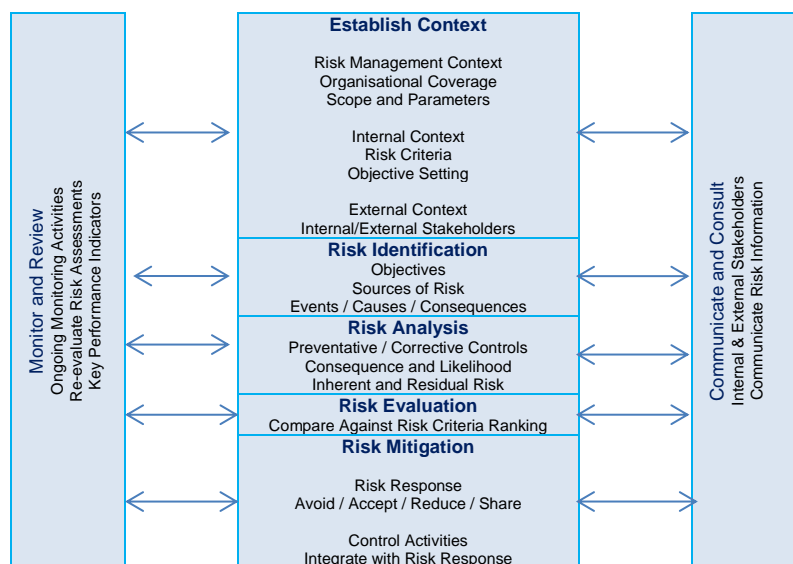 Establish Context
Risk Management Context
Organisational Coverage
Scope and Parameters
Internal Context
Risk Criteria
Objective Setting
External Context
Internal/External Stakeholders
Risk Identification
Objectives
Sources of Risk
Events / Causes / Consequences
Risk Analysis
Preventative / Corrective Controls
Consequence and Likelihood
Inherent and Residual Risk
Risk Evaluation
Compare Against Risk Criteria Ranking
Risk Mitigation
Risk Response
Avoid / Accept / Reduce / Share
Control Activities
Integrate with Risk Response
Monitor and Review
Ongoing Monitoring Activities
Re-evaluate Risk Assessments
Key Performance Indicators
Communicate and Consult
Internal & External Stakeholders
Communicate Risk Information